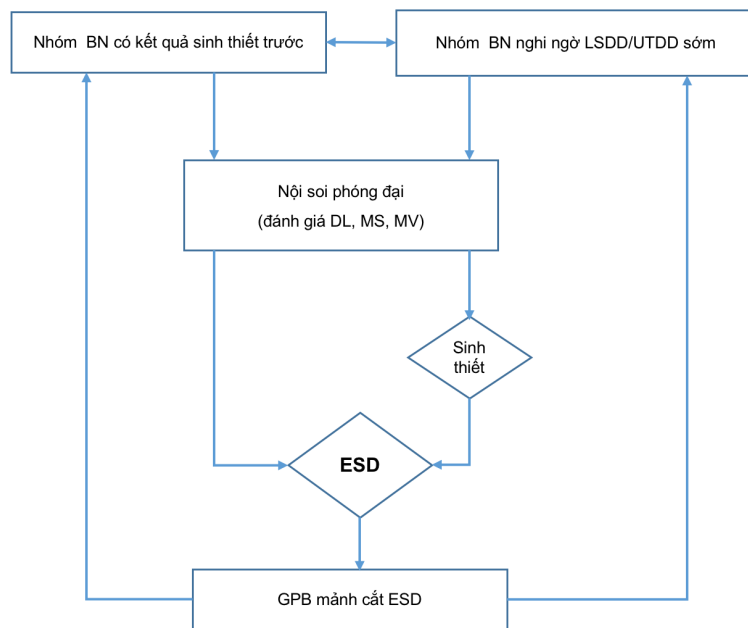 Nhóm BN có kết quả sinh thiết trước
Nhóm BN nghi ngờ LSDD/UTDD sớm
Nội soi phóng đại
(đánh giá DL, MS, MV)
Sinh
thiết
ESD
GPB mảnh cắt ESD